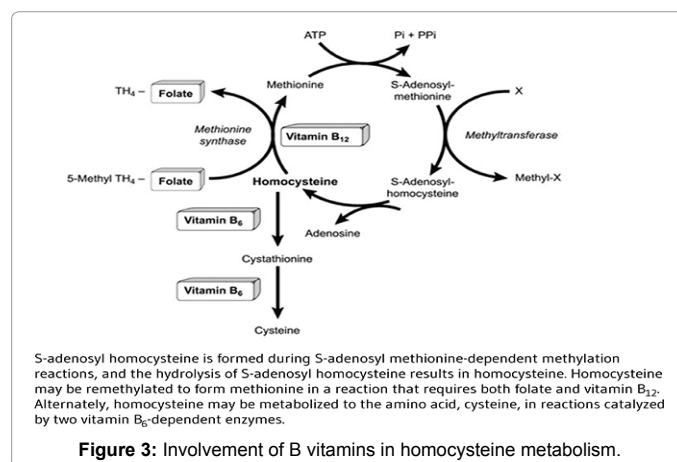 ATP
Pi + PPi
Methionine
S-Adenosyl-
methionine
X
TH₄ – Folate
Methionine
synthase
Vitamin B₁₂
Methyltransferase
5-Methyl TH₄ – Folate
Homocysteine
S-Adenosyl-
homocysteine
Methyl-X
Vitamin B₆
Adenosine
Cystathionine
Vitamin B₆
Cysteine
S-adenosyl homocysteine is formed during S-adenosyl methionine-dependent methylation
reactions, and the hydrolysis of S-adenosyl homocysteine results in homocysteine. Homocysteine
may be remethylated to form methionine in a reaction that requires both folate and vitamin B₁₂.
Alternately, homocysteine may be metabolized to the amino acid, cysteine, in reactions catalyzed
by two vitamin B₆-dependent enzymes.
Figure 3: Involvement of B vitamins in homocysteine metabolism.